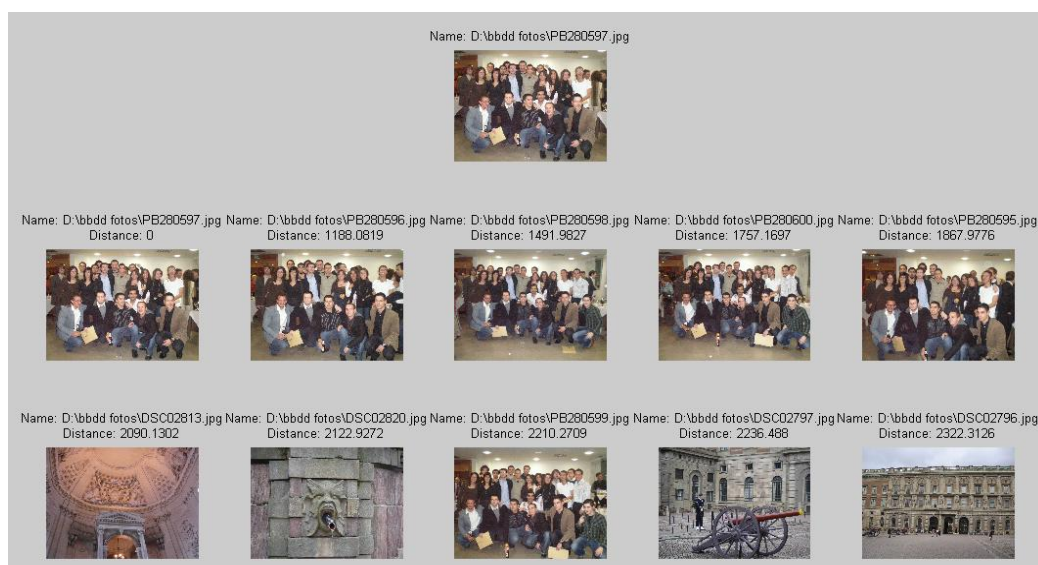 Name: D:\bbdd fotos\PB280597.jpg
Name: D:\bbdd fotos\PB280597.jpg
Distance: 0
Name: D:\bbdd fotos\PB280596.jpg
Distance: 1188.0819
Name: D:\bbdd fotos\PB280598.jpg
Distance: 1491.9827
Name: D:\bbdd fotos\PB280600.jpg
Distance: 1757.1697
Name: D:\bbdd fotos\PB280595.jpg
Distance: 1867.9776
Name: D:\bbdd fotos\DSC02813.jpg
Distance: 2090.1302
Name: D:\bbdd fotos\DSC02820.jpg
Distance: 2122.9272
Name: D:\bbdd fotos\PB280599.jpg
Distance: 2210.2709
Name: D:\bbdd fotos\DSC02797.jpg
Distance: 2236.488
Name: D:\bbdd fotos\DSC02796.jpg
Distance: 2322.3126